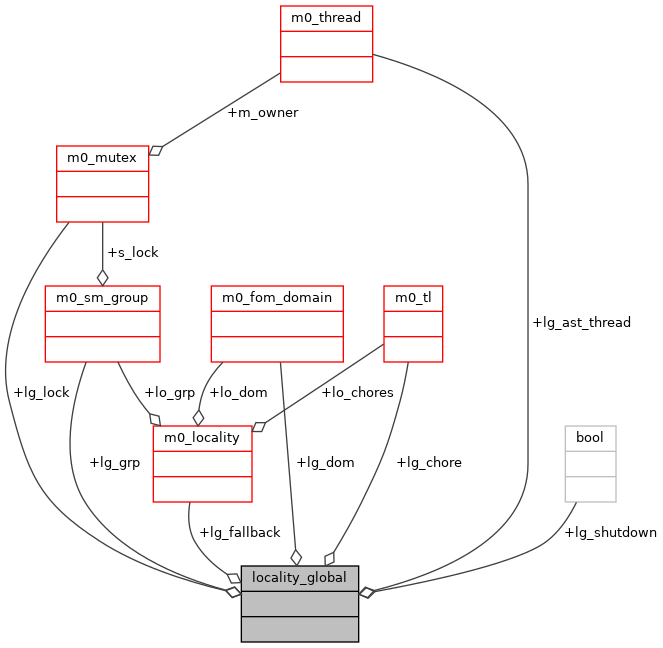 m0_thread
+m_owner
m0_mutex
+s_lock
m0_sm_group
m0_fom_domain
m0_tl
+lg_ast_thread
+lg_lock
+lo_grp
+lo_dom
+lo_chores
m0_locality
bool
+lg_grp
+lg_dom
+lg_chore
+lg_fallback
+lg_shutdown
locality_global